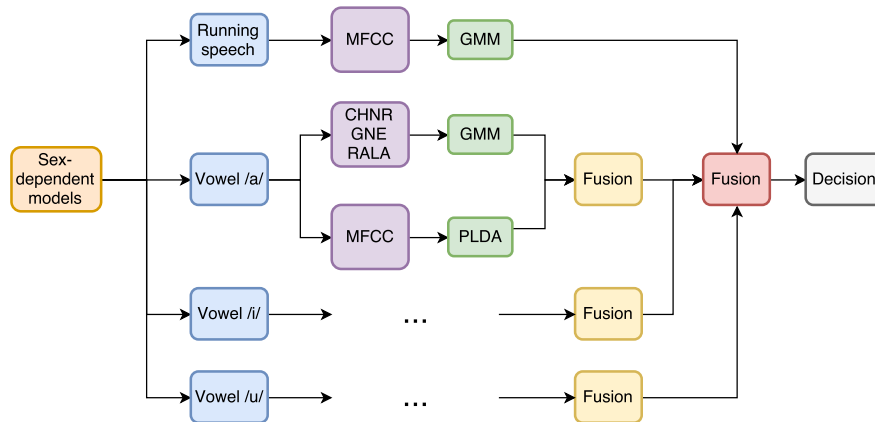 Running
speech
MFCC
GMM
CHNR
GNE
RALA
GMM
Sex-
dependent
models
Vowel /a/
Fusion
Fusion
Decision
MFCC
PLDA
Vowel /i/
...
Fusion
Vowel /u/
...
Fusion